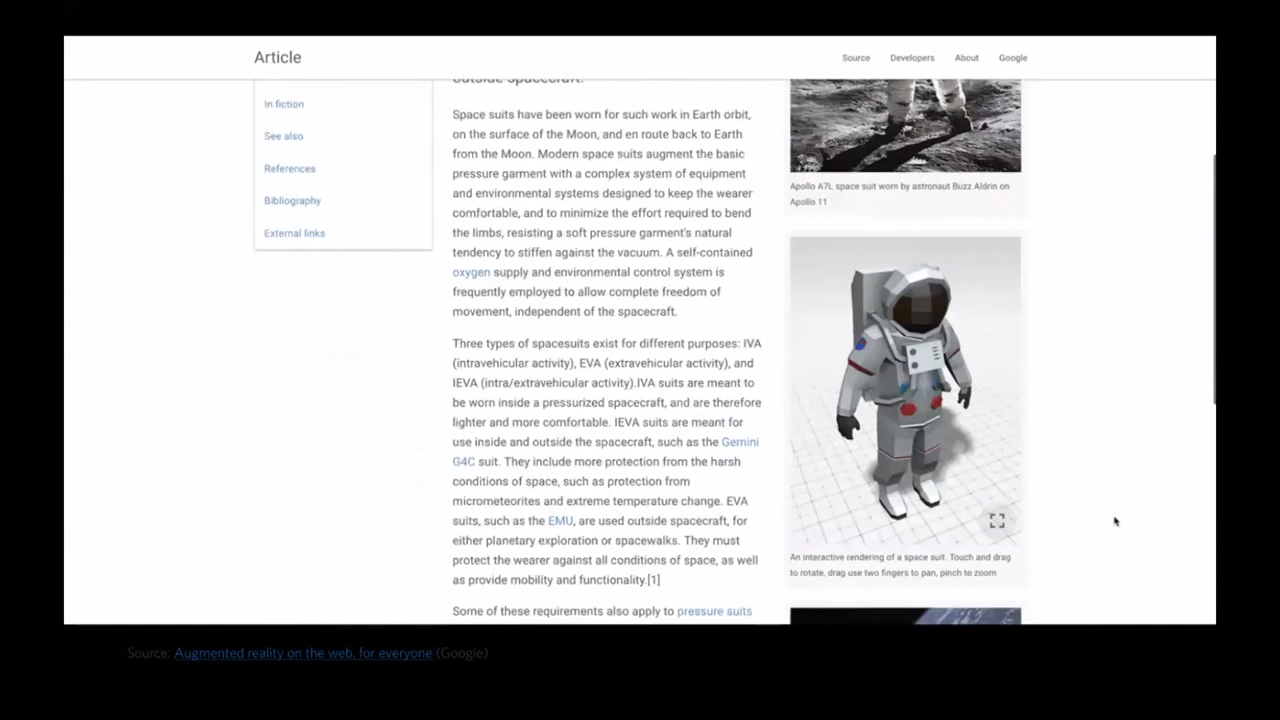 Article
Source
Developers
About
Google
In fiction
See also
References
Bibliography
External links
outside spacecraft.
Space suits have been worn for such work in Earth orbit,
on the surface of the Moon, and en route back to Earth
from the Moon. Modern space suits augment the basic
pressure garment with a complex system of equipment
and environmental systems designed to keep the wearer
comfortable, and to minimize the effort required to bend
the limbs, resisting a soft pressure garment's natural
tendency to stiffen against the vacuum. A self-contained
oxygen supply and environmental control system is
frequently employed to allow complete freedom of
movement, independent of the spacecraft.
Three types of spacesuits exist for different purposes: IVA
(intravehicular activity), EVA (extravehicular activity), and
IEVA (intra/extravehicular activity).IVA suits are meant to
be worn inside a pressurized spacecraft, and are therefore
lighter and more comfortable. IEVA suits are meant for
use inside and outside the spacecraft, such as the Gemini
G4C suit. They include more protection from the harsh
conditions of space, such as protection from
micrometeorites and extreme temperature change. EVA
suits, such as the EMU, are used outside spacecraft, for
either planetary exploration or spacewalks. They must
protect the wearer against all conditions of space, as well
as provide mobility and functionality.[1]
Some of these requirements also apply to pressure suits
Apollo A7L space suit worn by astronaut Buzz Aldrin on
Apollo 11
An interactive rendering of a space suit. Touch and drag
to rotate, drag use two fingers to pan, pinch to zoom
Source: Augmented reality on the web, for everyone (Google)